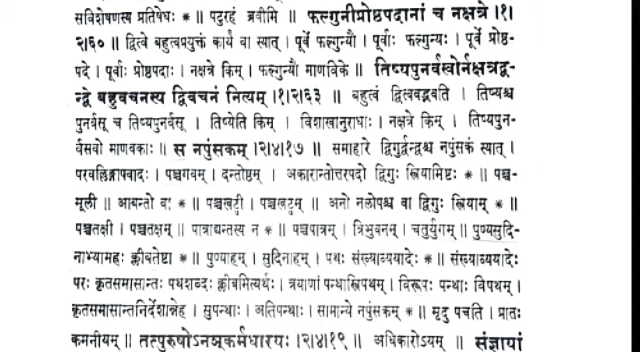 सविशेषणस्य प्रतिषेधः * ॥ पटुरहं ब्रवीमि ॥ फल्गुनीप्रोष्ठपदानां च नक्षत्रे ।१।
२।६० ॥ द्वित्वे बहुत्वप्रयुक्तं कार्यं वा स्यात् । पूर्वे फल्गुन्यौ । पूर्वाः फल्गुन्यः । पूर्वे प्रोष्ठ-
पदे । पूर्वाः प्रोष्ठपदाः । नक्षत्रे किम् । फल्गुन्यौ माणविके ॥ तिष्यपुनर्वस्वोर्नक्षत्रद्व-
न्द्वे बहुवचनस्य द्विवचनं नित्यम् ।१।२।६३ ॥ बहुत्वं द्वित्ववद्भवति । तिष्यश्च
पुनर्वसू च तिष्यपुनर्वसू । तिष्येति किम् । विशाखानुराधाः । नक्षत्रे किम् । तिष्यपुन-
र्वसवो माणवकाः ॥ स नपुंसकम् ।२।४।१७ ॥ समाहारे द्विगुर्द्वन्द्वश्च नपुंसकं स्यात् ।
परवल्लिङ्गापवादः । पञ्चगवम् । दन्तोष्ठम् । अकारान्तोत्तरपदो द्विगुः स्त्रियामिष्टः * ॥ पञ्च-
मूली ॥ आबन्तो वा * ॥ पञ्चखट्वी । पञ्चखट्वम् ॥ अनो नलोपश्च वा द्विगुः स्त्रियाम् * ॥
पञ्चतक्षी । पञ्चतक्षम् ॥ पात्राद्यन्तस्य न * ॥ पञ्चपात्रम् । त्रिभुवनम् । चतुर्युगम् ॥ पुण्यसुदि-
नाभ्यामह्नः क्लीबतेष्टा * ॥ पुण्याहम् । सुदिनाहम् । पथः संख्याव्ययादेः * ॥ संख्याव्ययादेः
परः कृतसमासान्तः पथशब्दः क्लीबमित्यर्थः । त्रयाणां पन्थास्त्रिपथम् । विरूपः पन्थाः विपथम् ।
कृतसमासान्तनिर्देशान्नेह । सुपन्थाः । अतिपन्थाः । सामान्ये नपुंसकम् * ॥ मृदु पचति । प्रातः
कमनीयम् ॥ तत्पुरुषोऽनञ्कर्मधारयः ।२।४।१९ ॥ अधिकारोऽयम् ॥ संज्ञायां